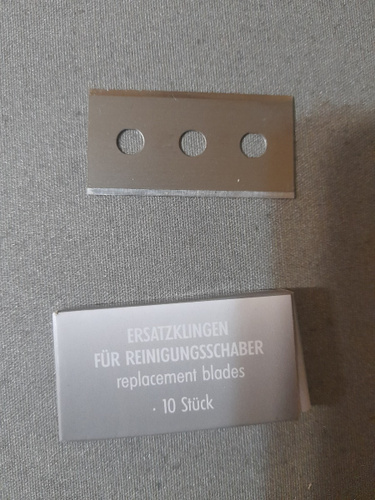 ERSATZKLINGEN
FÜR REINIGUNGSSCHABER
replacement blades
· 10 Stück